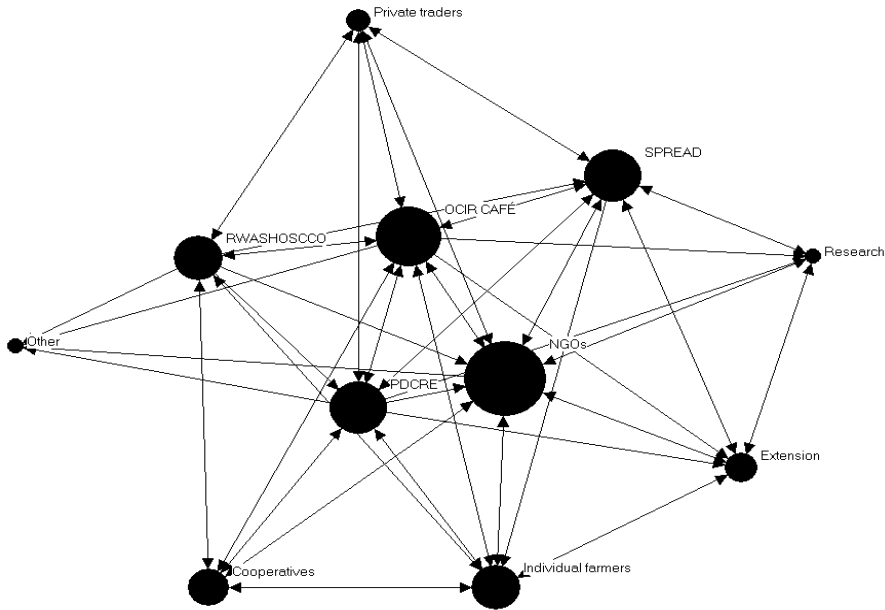 Private traders
SPREAD
OCIR CAFÉ
RWASHOSCCO
Research
Other
NGOs
PDCRE
Extension
Cooperatives
Individual farmers